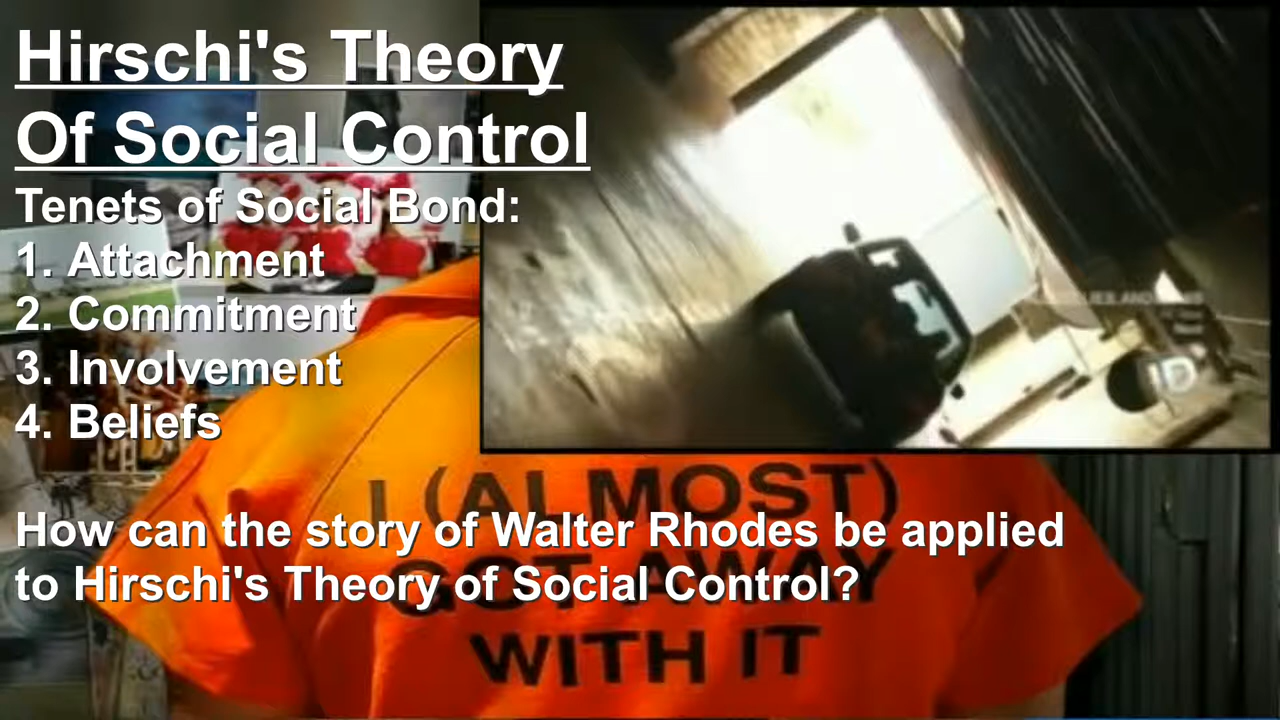 Hirschi's Theory
Of Social Control
Tenets of Social Bond:
1. Attachment
2. Commitment
3. Involvement
4. Beliefs
How can the story of Walter Rhodes be applied
to Hirschi's Theory of Social Control?
I (ALMOST)
GOT AWAY
WITH IT